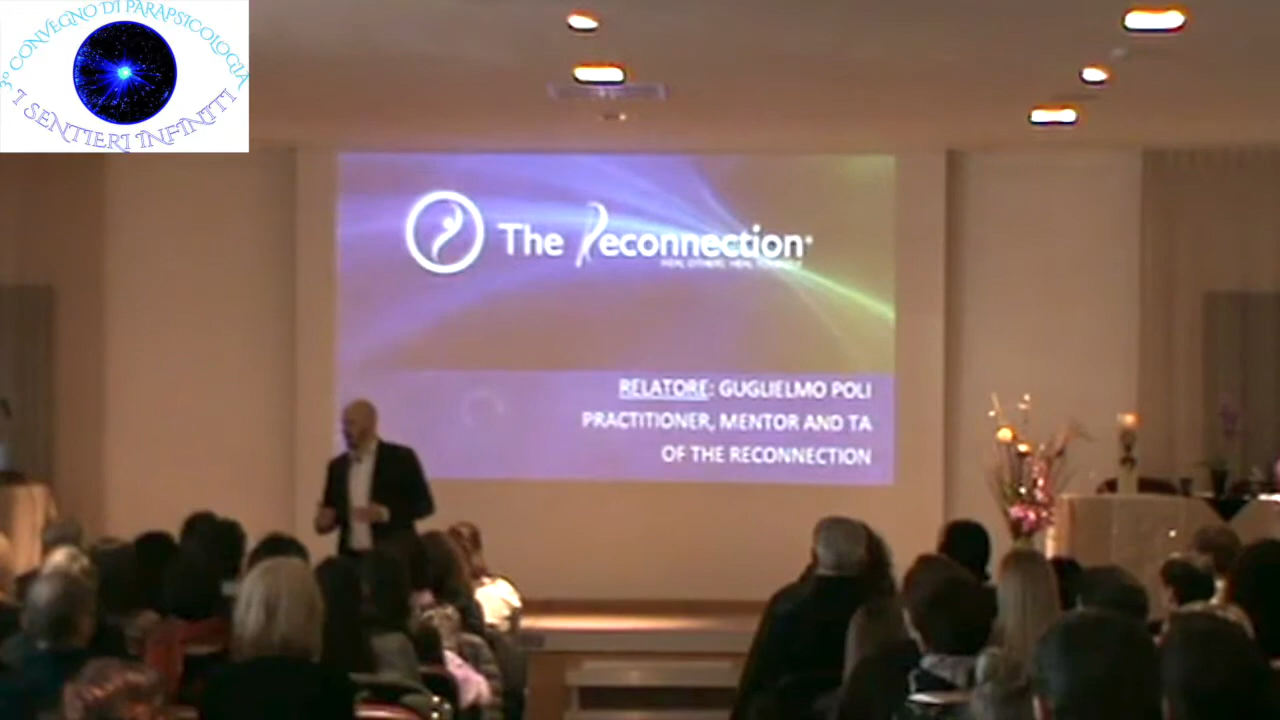 3° CONVEGNO DI PARAPSICOLOGIA
I SENTIERI INFINITI
The Reconnection
RELATORE: GUGLIELMO POLI
PRACTITIONER, MENTOR AND TA
OF THE RECONNECTION